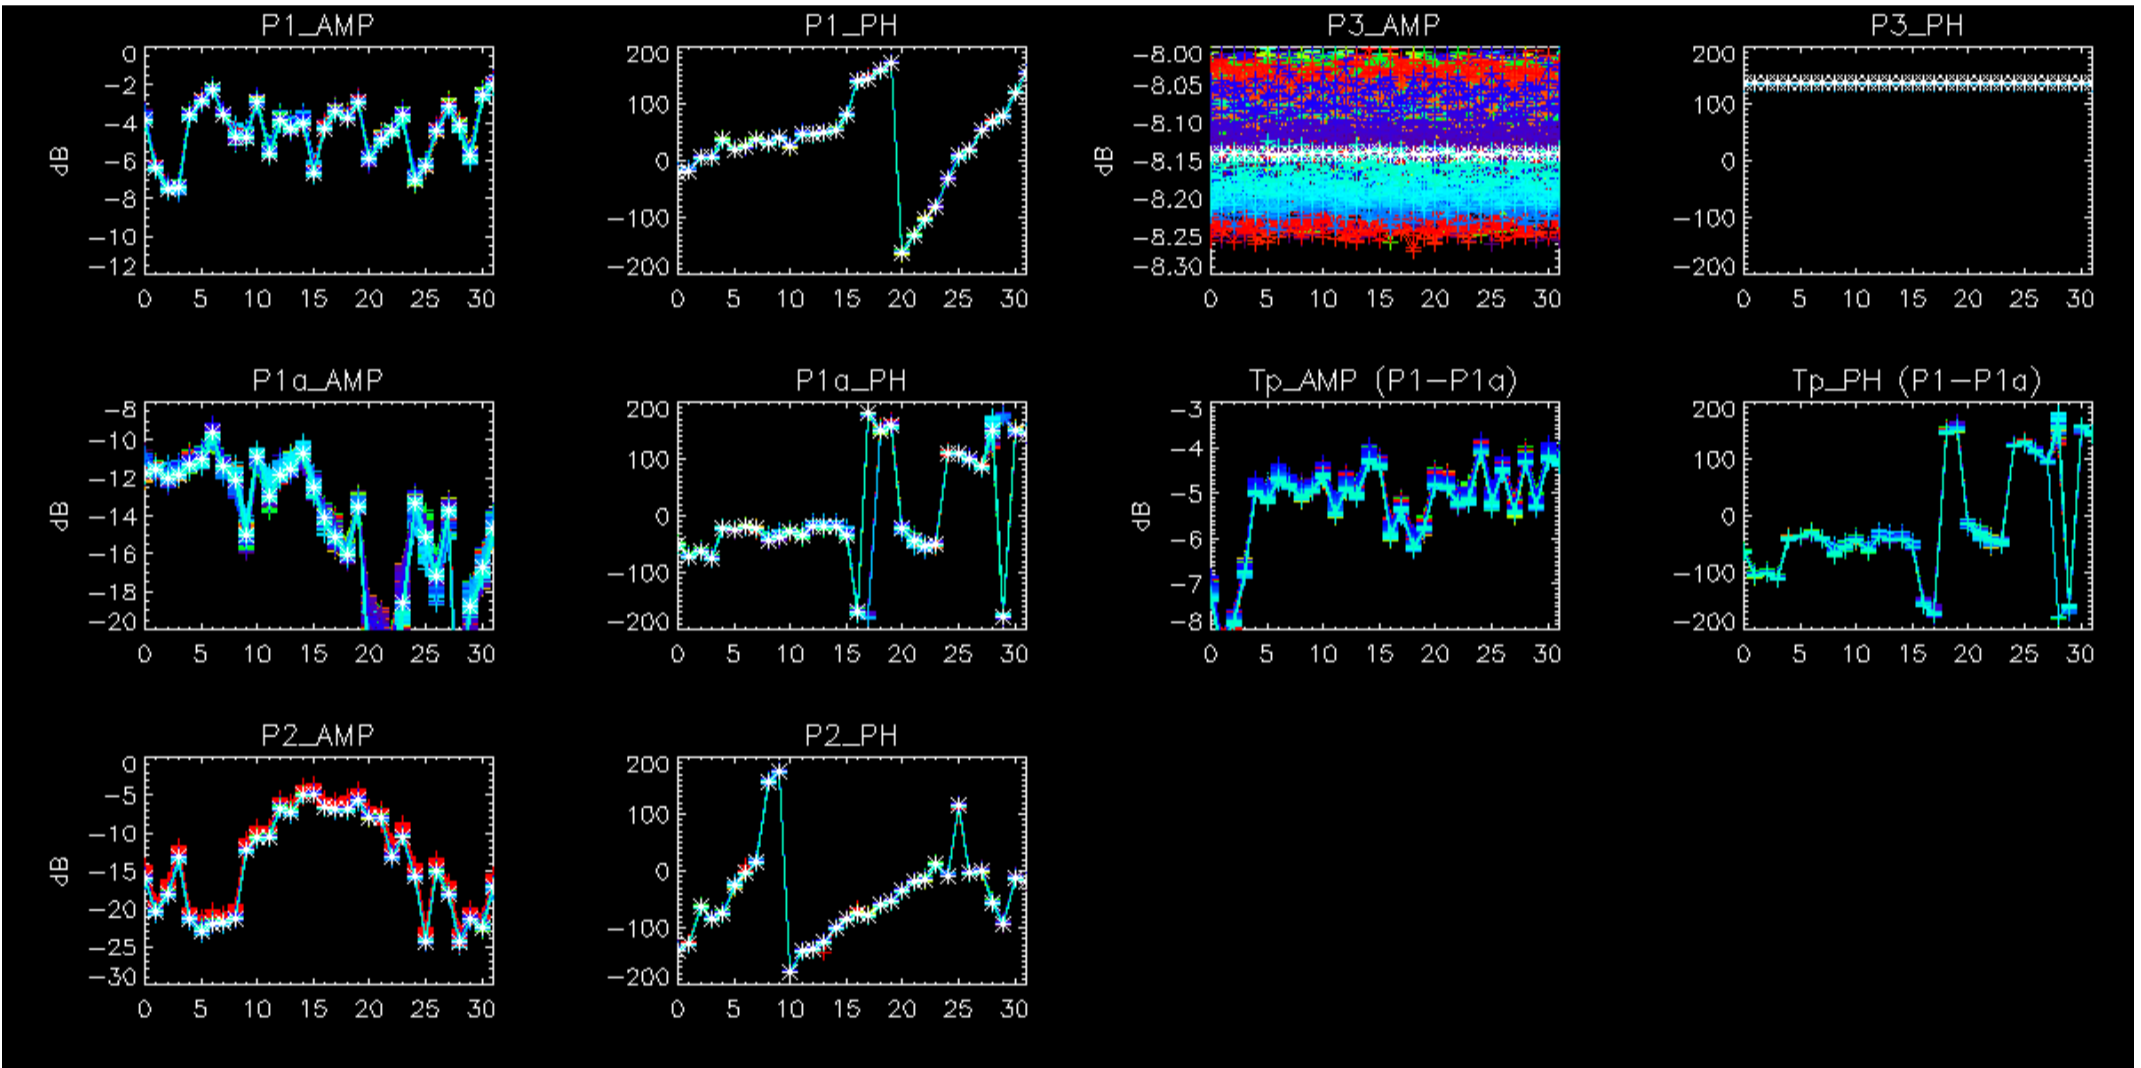 P1_AMP
P1_PH
P3_AMP
P3_PH
0
−2
−4
−6
−8
−10
−12
dB
0 5 10 15 20 25 30
200
100
0
−100
−200
0 5 10 15 20 25 30
−8.00
−8.05
−8.10
−8.15
−8.20
−8.25
−8.30
dB
0 5 10 15 20 25 30
200
100
0
−100
−200
0 5 10 15 20 25 30
P1a_AMP
P1a_PH
Tp_AMP (P1−P1a)
Tp_PH (P1−P1a)
−8
−10
−12
−14
−16
−18
−20
dB
0 5 10 15 20 25 30
200
100
0
−100
−200
0 5 10 15 20 25 30
−3
−4
−5
−6
−7
−8
dB
0 5 10 15 20 25 30
200
100
0
−100
−200
0 5 10 15 20 25 30
P2_AMP
P2_PH
0
−5
−10
−15
−20
−25
−30
dB
0 5 10 15 20 25 30
200
100
0
−100
−200
0 5 10 15 20 25 30